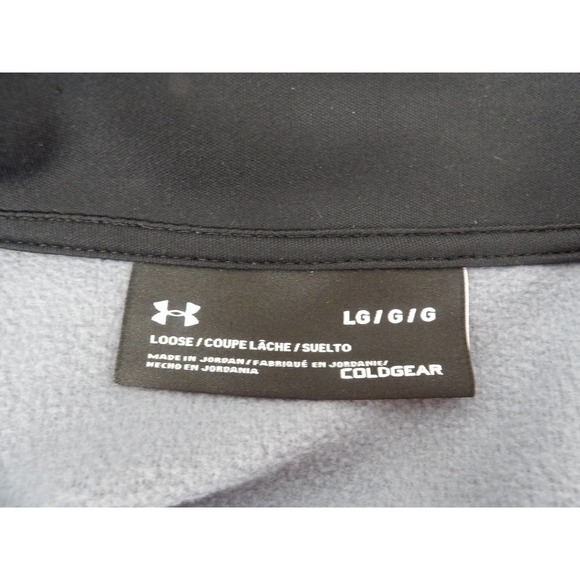 LG/G/G
LOOSE/COUPE LÂCHE/SUELTO
MADE IN JORDAN/FABRIQUÉ EN JORDANIE/
HECHO EN JORDANIA
COLDGEAR